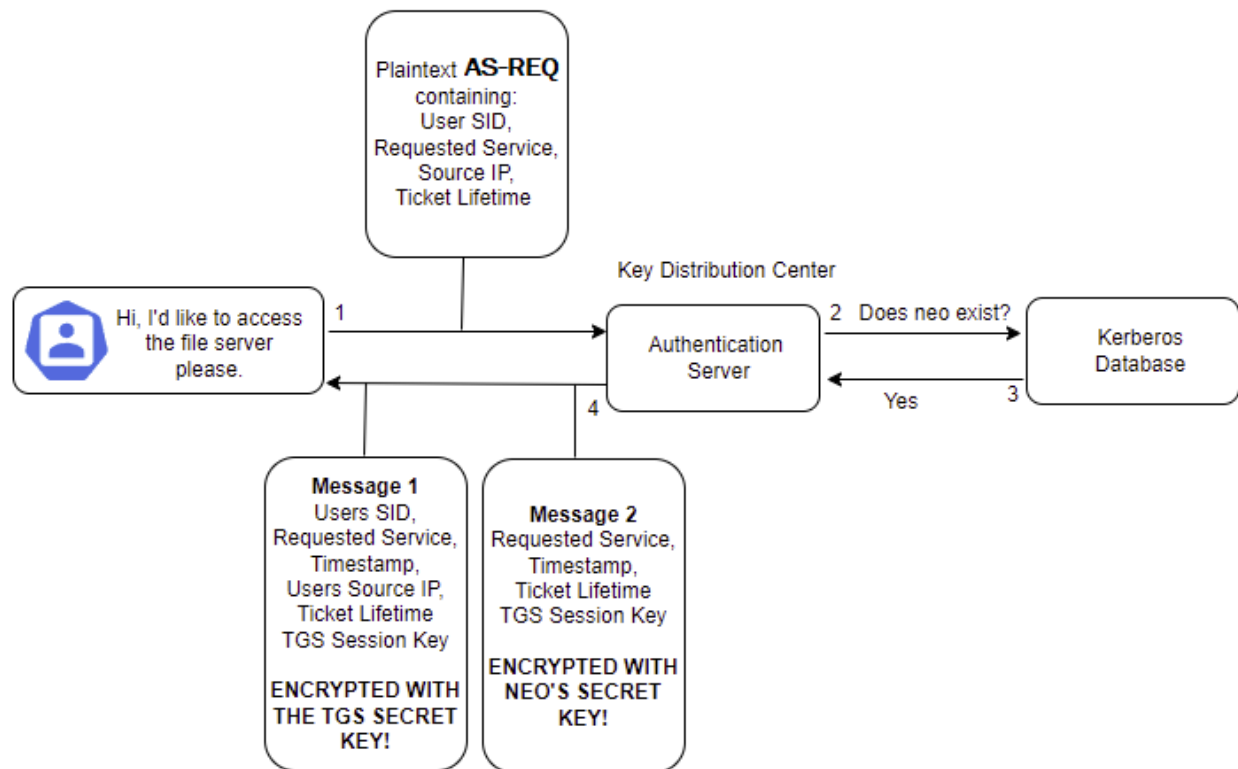 Plaintext AS-REQ
containing:
User SID,
Requested Service,
Source IP,
Ticket Lifetime
Key Distribution Center
Hi, I'd like to access
the file server
please.
1
Authentication
Server
2 Does neo exist?
Kerberos
Database
Yes
3
4
Message 1
Users SID,
Requested Service,
Timestamp,
Users Source IP,
Ticket Lifetime
TGS Session Key
ENCRYPTED WITH
THE TGS SECRET
KEY!
Message 2
Requested Service,
Timestamp,
Ticket Lifetime
TGS Session Key
ENCRYPTED WITH
NEO'S SECRET
KEY!